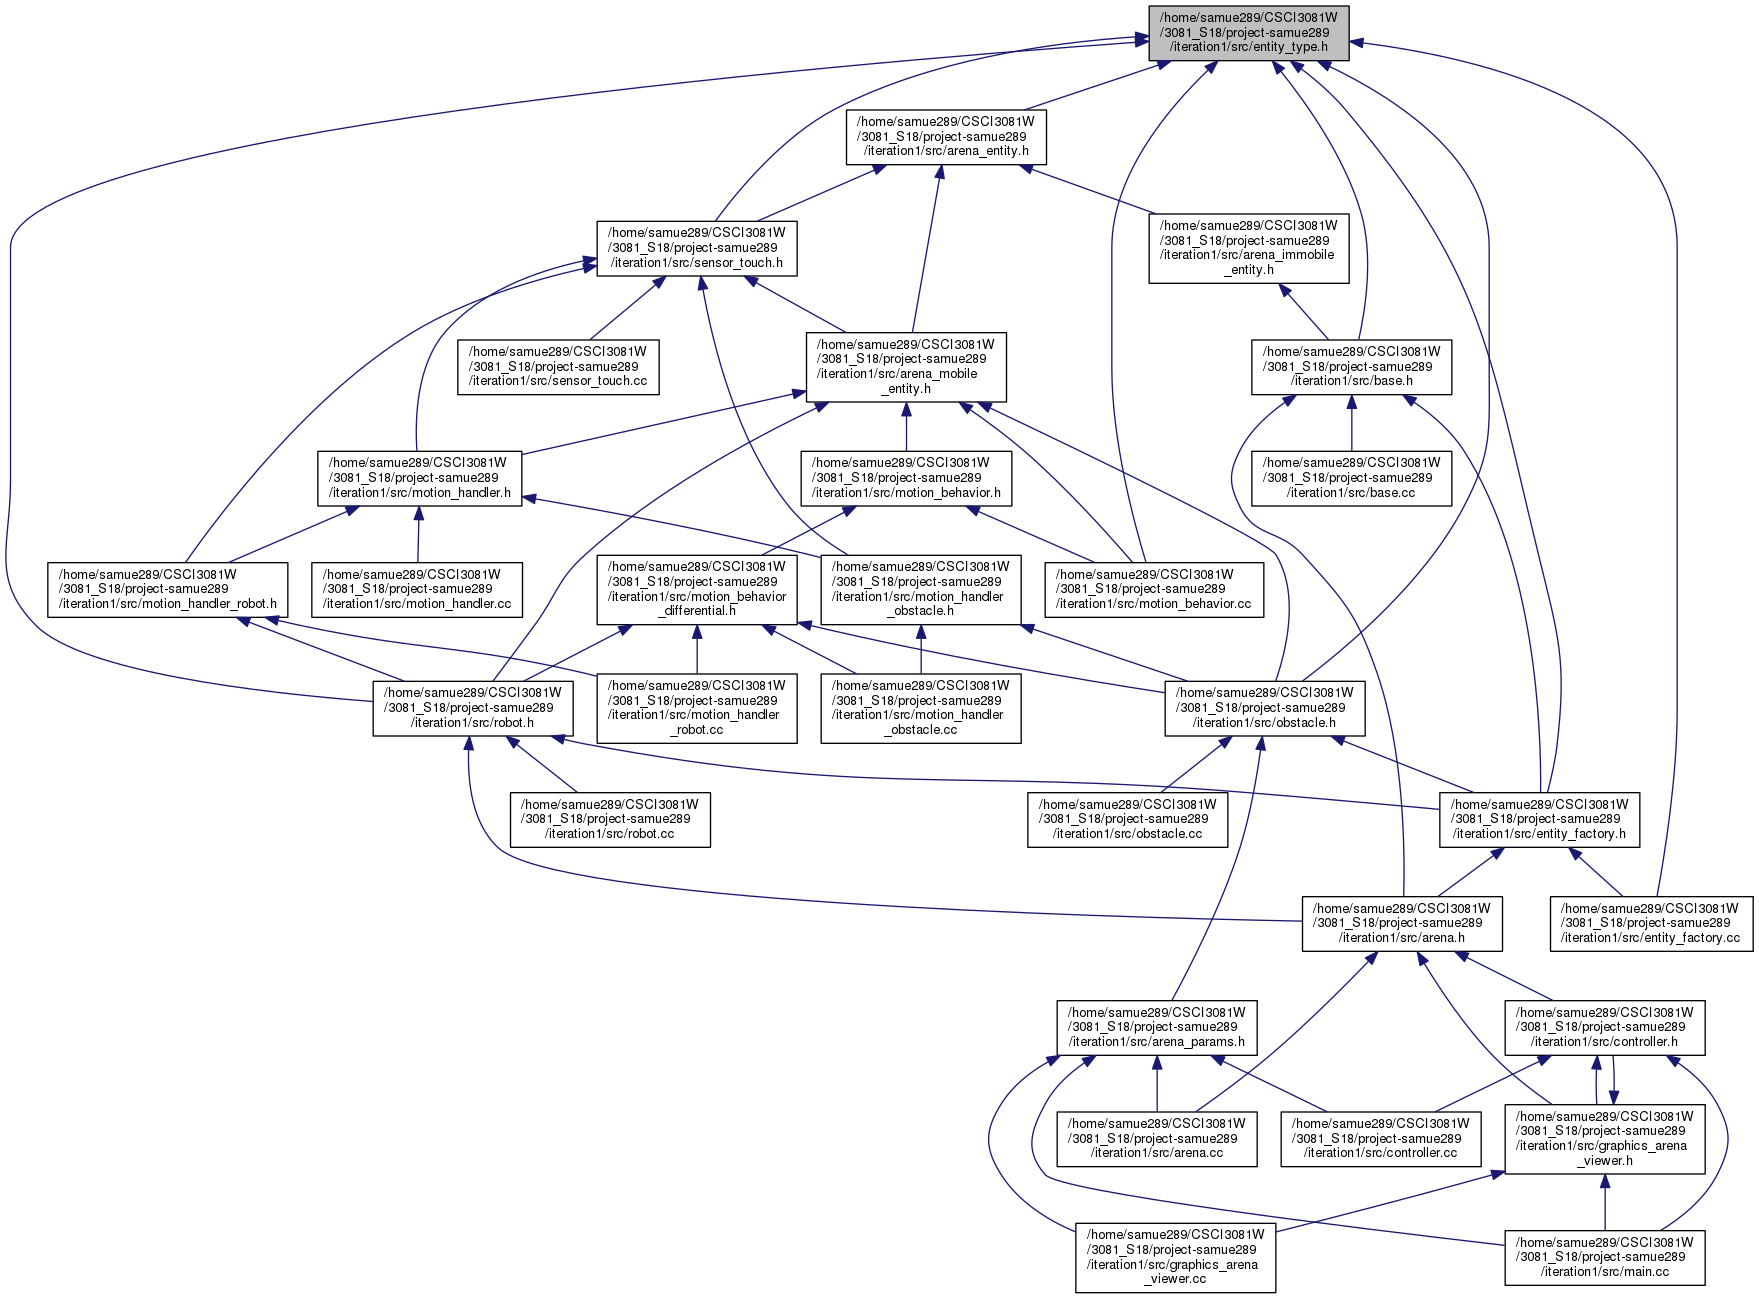 /home/samue289/CSCI3081W
/3081_S18/project-samue289
/iteration1/src/entity_type.h
/home/samue289/CSCI3081W
/3081_S18/project-samue289
/iteration1/src/arena_entity.h
/home/samue289/CSCI3081W
/3081_S18/project-samue289
/iteration1/src/sensor_touch.h
/home/samue289/CSCI3081W
/3081_S18/project-samue289
/iteration1/src/arena_immobile
_entity.h
/home/samue289/CSCI3081W
/3081_S18/project-samue289
/iteration1/src/sensor_touch.cc
/home/samue289/CSCI3081W
/3081_S18/project-samue289
/iteration1/src/arena_mobile
_entity.h
/home/samue289/CSCI3081W
/3081_S18/project-samue289
/iteration1/src/base.h
/home/samue289/CSCI3081W
/3081_S18/project-samue289
/iteration1/src/motion_handler.h
/home/samue289/CSCI3081W
/3081_S18/project-samue289
/iteration1/src/motion_behavior.h
/home/samue289/CSCI3081W
/3081_S18/project-samue289
/iteration1/src/base.cc
/home/samue289/CSCI3081W
/3081_S18/project-samue289
/iteration1/src/motion_handler_robot.h
/home/samue289/CSCI3081W
/3081_S18/project-samue289
/iteration1/src/motion_handler.cc
/home/samue289/CSCI3081W
/3081_S18/project-samue289
/iteration1/src/motion_behavior
_differential.h
/home/samue289/CSCI3081W
/3081_S18/project-samue289
/iteration1/src/motion_handler
_obstacle.h
/home/samue289/CSCI3081W
/3081_S18/project-samue289
/iteration1/src/motion_behavior.cc
/home/samue289/CSCI3081W
/3081_S18/project-samue289
/iteration1/src/robot.h
/home/samue289/CSCI3081W
/3081_S18/project-samue289
/iteration1/src/motion_handler
_robot.cc
/home/samue289/CSCI3081W
/3081_S18/project-samue289
/iteration1/src/motion_handler
_obstacle.cc
/home/samue289/CSCI3081W
/3081_S18/project-samue289
/iteration1/src/obstacle.h
/home/samue289/CSCI3081W
/3081_S18/project-samue289
/iteration1/src/robot.cc
/home/samue289/CSCI3081W
/3081_S18/project-samue289
/iteration1/src/obstacle.cc
/home/samue289/CSCI3081W
/3081_S18/project-samue289
/iteration1/src/entity_factory.h
/home/samue289/CSCI3081W
/3081_S18/project-samue289
/iteration1/src/arena.h
/home/samue289/CSCI3081W
/3081_S18/project-samue289
/iteration1/src/entity_factory.cc
/home/samue289/CSCI3081W
/3081_S18/project-samue289
/iteration1/src/arena_params.h
/home/samue289/CSCI3081W
/3081_S18/project-samue289
/iteration1/src/controller.h
/home/samue289/CSCI3081W
/3081_S18/project-samue289
/iteration1/src/arena.cc
/home/samue289/CSCI3081W
/3081_S18/project-samue289
/iteration1/src/controller.cc
/home/samue289/CSCI3081W
/3081_S18/project-samue289
/iteration1/src/graphics_arena
_viewer.h
/home/samue289/CSCI3081W
/3081_S18/project-samue289
/iteration1/src/graphics_arena
_viewer.cc
/home/samue289/CSCI3081W
/3081_S18/project-samue289
/iteration1/src/main.cc